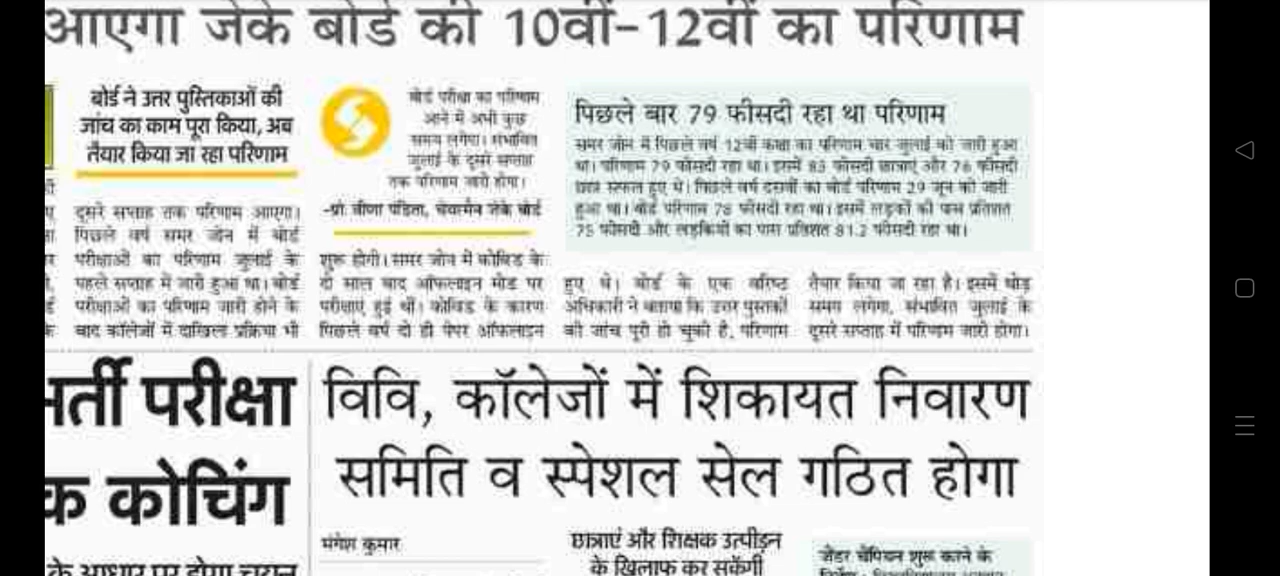 आएगा जेके बोर्ड की 10वीं-12वीं का परिणाम
बोर्ड ने उत्तर पुस्तिकाओं की
जांच का काम पूरा किया, अब
तैयार किया जा रहा परिणाम
दूसरे सप्ताह तक परिणाम आएगा।
पिछले वर्ष समर जोन में बोर्ड
परीक्षाओं का परिणाम जुलाई के
पहले सप्ताह में जारी हुआ था। बोर्ड
परीक्षाओं का परिणाम जारी होने के
बाद कॉलेजों में दाखिला प्रक्रिया भी
बोर्ड परीक्षा का परिणाम
आने में अभी कुछ
समय लगेगा। संभावित
जुलाई के दूसरे सप्ताह
तक परिणाम जारी होगा।
-प्रो. वीणा पंडिता, चेयरमैन जेके बोर्ड
शुरू होगी। समर जोन में कोविड के
दो साल बाद ऑफलाइन मोड पर
परीक्षाएं हुई थीं। कोविड के कारण
पिछले वर्ष दो ही पेपर ऑफलाइन
पिछले बार 79 फीसदी रहा था परिणाम
समर जोन में पिछले वर्ष 12वीं कक्षा का परिणाम चार जुलाई को जारी हुआ
था। परिणाम 79 फीसदी रहा था। इसमें 83 फीसदी छात्राएं और 76 फीसदी
छात्र सफल हुए थे। पिछले वर्ष दसवीं का बोर्ड परिणाम 29 जून को जारी
हुआ था। बोर्ड परिणाम 78 फीसदी रहा था। इसमें लड़कों की पास प्रतिशत
75 फीसदी और लड़कियों का पास प्रतिशत 81.2 फीसदी रहा था।
हुए थे। बोर्ड के एक वरिष्ठ
अधिकारी ने बताया कि उत्तर पुस्तकों
की जांच पूरी हो चुकी है, परिणाम
तैयार किया जा रहा है। इसमें थोड़
समय लगेगा, संभावित जुलाई के
दूसरे सप्ताह में परिणाम जारी होगा।
भर्ती परीक्षा
क कोचिंग
के आधार पर होगा चयन
विवि, कॉलेजों में शिकायत निवारण
समिति व स्पेशल सेल गठित होगा
मंगेश कुमार
छात्राएं और शिक्षक उत्पीड़न
के खिलाफ कर सकेंगी
जेंडर चैंपियन शुरू करने के